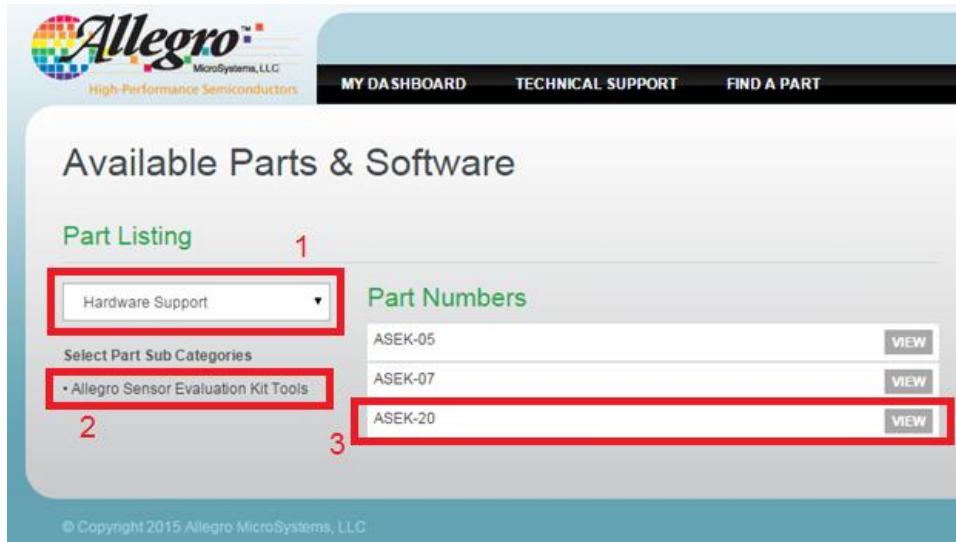 Allegro™
MicroSystems, LLC
High-Performance Semiconductors
MY DASHBOARD TECHNICAL SUPPORT FIND A PART
Available Parts & Software
Part Listing
1
Hardware Support
Select Part Sub Categories
• Allegro Sensor Evaluation Kit Tools
2
Part Numbers
ASEK-05 VIEW
ASEK-07 VIEW
3
ASEK-20 VIEW
© Copyright 2015 Allegro MicroSystems, LLC